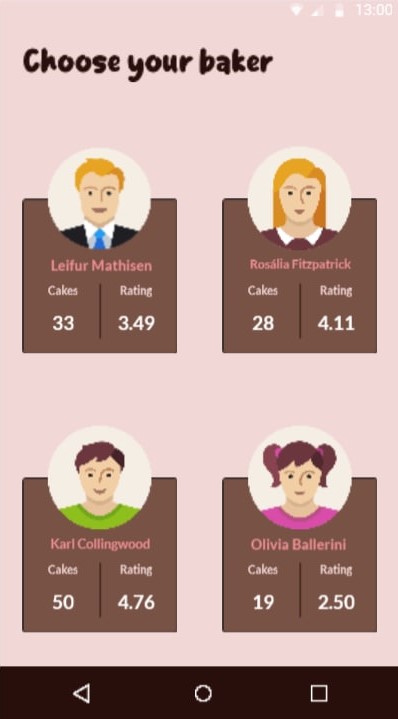 13:00
Choose your baker
Leifur Mathisen
Cakes Rating
33 3.49
Rosália Fitzpatrick
Cakes Rating
28 4.11
Karl Collingwood
Cakes Rating
50 4.76
Olivia Ballerini
Cakes Rating
19 2.50